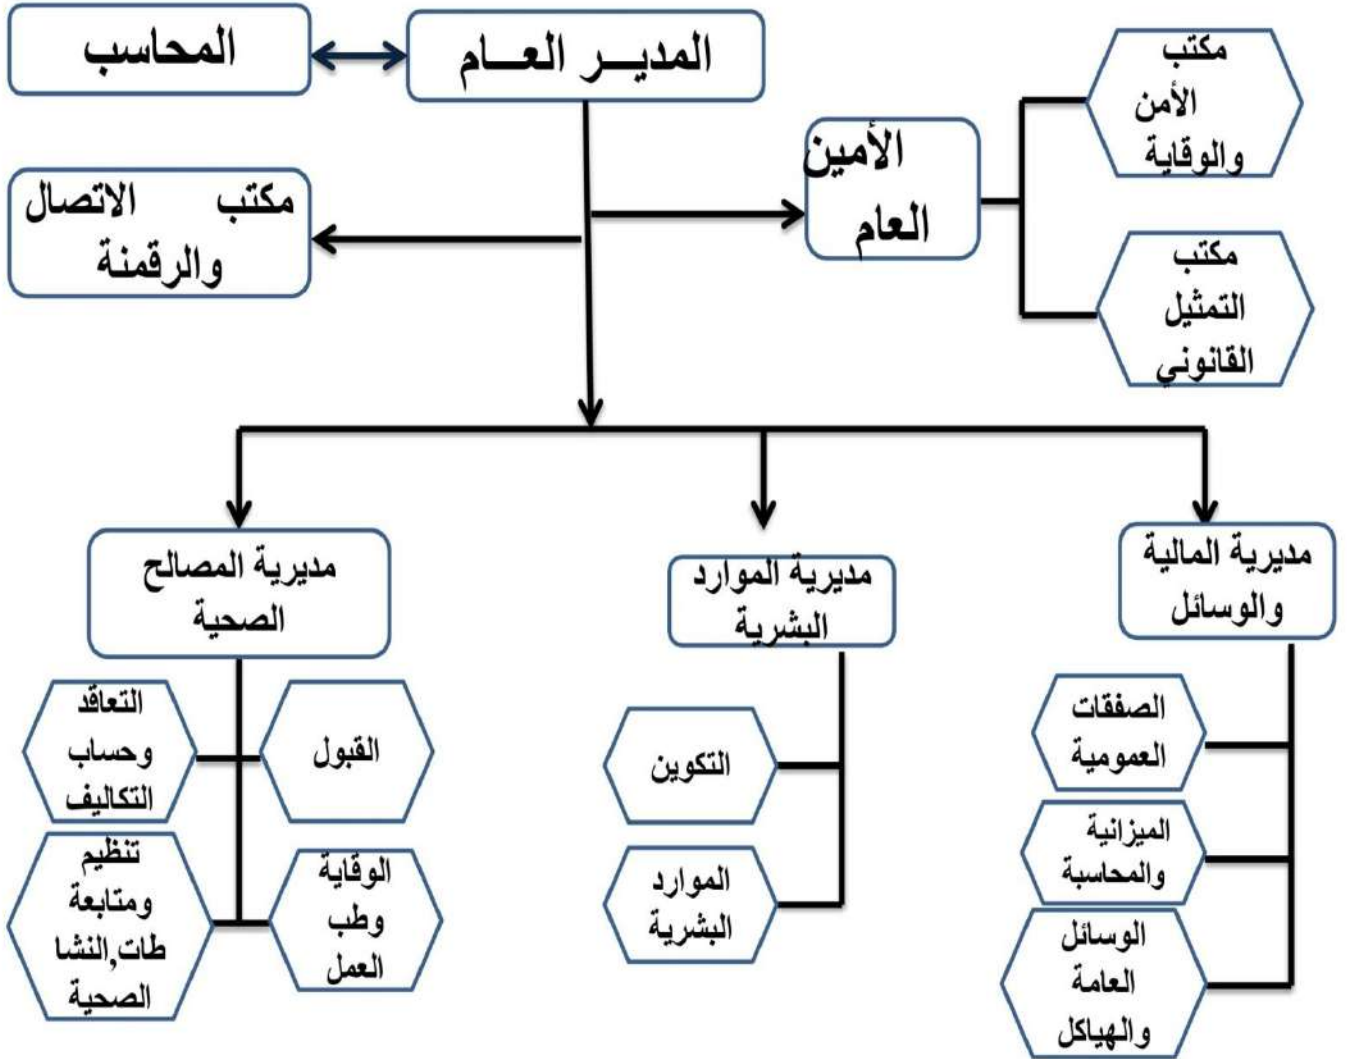 المديـــر العـــام
المحاسب
مكتب
الأمن
والوقاية
الأمين
العام
مكتب الاتصال
والرقمنة
مكتب
التمثيل
القانوني
مديرية المالية
والوسائل
مديرية الموارد
البشرية
مديرية المصالح
الصحية
الصفقات
العمومية
الميزانية
والمحاسبة
الوسائل
العامة
والهياكل
التكوين
الموارد
البشرية
القبول
التعاقد
وحساب
التكاليف
الوقاية
وطب
العمل
تنظيم
ومتابعة
طات,النشا
الصحية